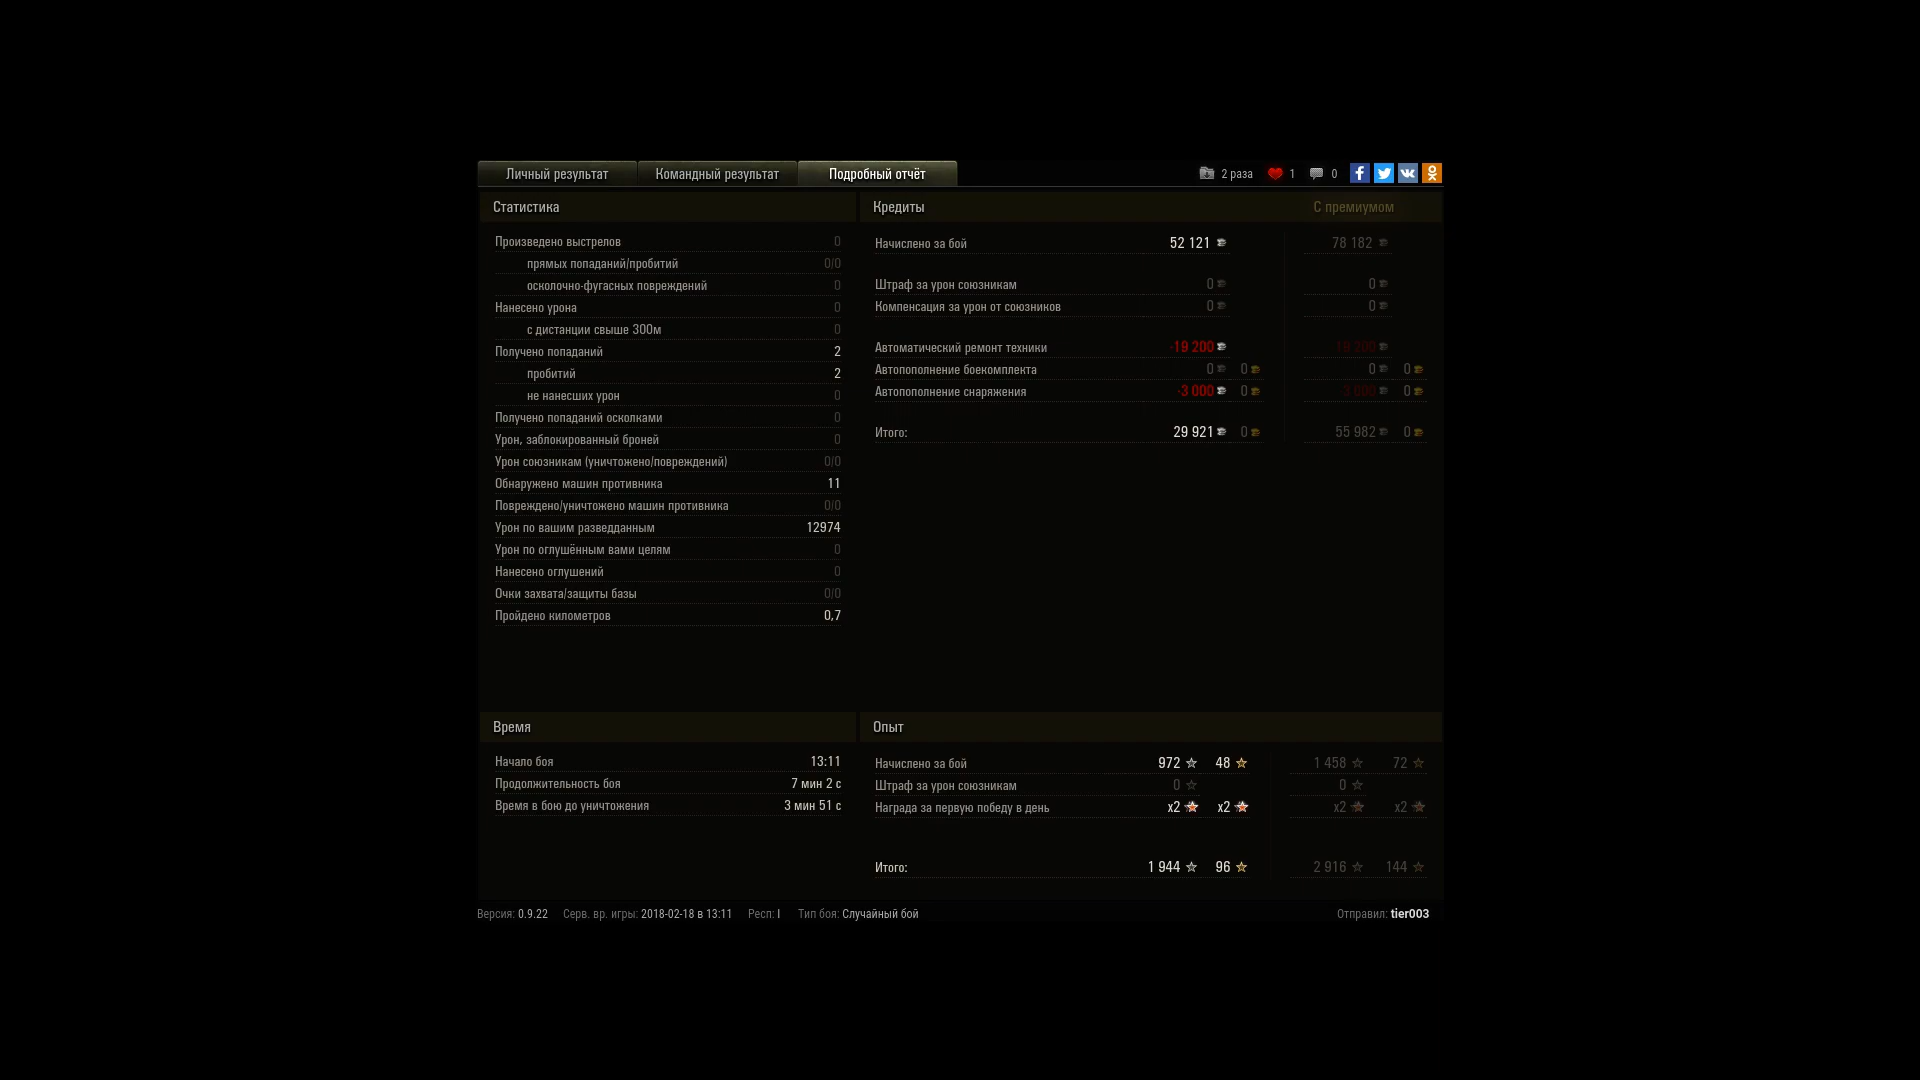 Личный результат Командный результат Подробный отчёт 2 раза 1 0
Статистика
Произведено выстрелов 0
прямых попаданий/пробитий 0/0
осколочно-фугасных повреждений 0
Нанесено урона 0
с дистанции свыше 300м 0
Получено попаданий 2
пробитий 2
не нанесших урон 0
Получено попаданий осколками 0
Урон, заблокированный броней 0
Урон союзникам (уничтожено/повреждений) 0/0
Обнаружено машин противника 11
Повреждено/уничтожено машин противника 0/0
Урон по вашим разведданным 12974
Урон по оглушённым вами целям 0
Нанесено оглушений 0
Очки захвата/защиты базы 0/0
Пройдено километров 0,7
Кредиты С премиумом
Начислено за бой 52 121 78 182
Штраф за урон союзникам 0 0
Компенсация за урон от союзников 0 0
Автоматический ремонт техники -19 200 -19 200
Автопополнение боекомплекта 0 0 0 0
Автопополнение снаряжения -3 000 0 -3 000 0
Итого: 29 921 0 55 982 0
Время
Начало боя 13:11
Продолжительность боя 7 мин 2 с
Время в бою до уничтожения 3 мин 51 с
Опыт
Начислено за бой 972 48 1 458 72
Штраф за урон союзникам 0 0
Награда за первую победу в день x2 x2 x2 x2
Итого: 1 944 96 2 916 144
Версия: 0.9.22 Серв. вр. игры: 2018-02-18 в 13:11 Респ: I Тип боя: Случайный бой Отправил: tier003